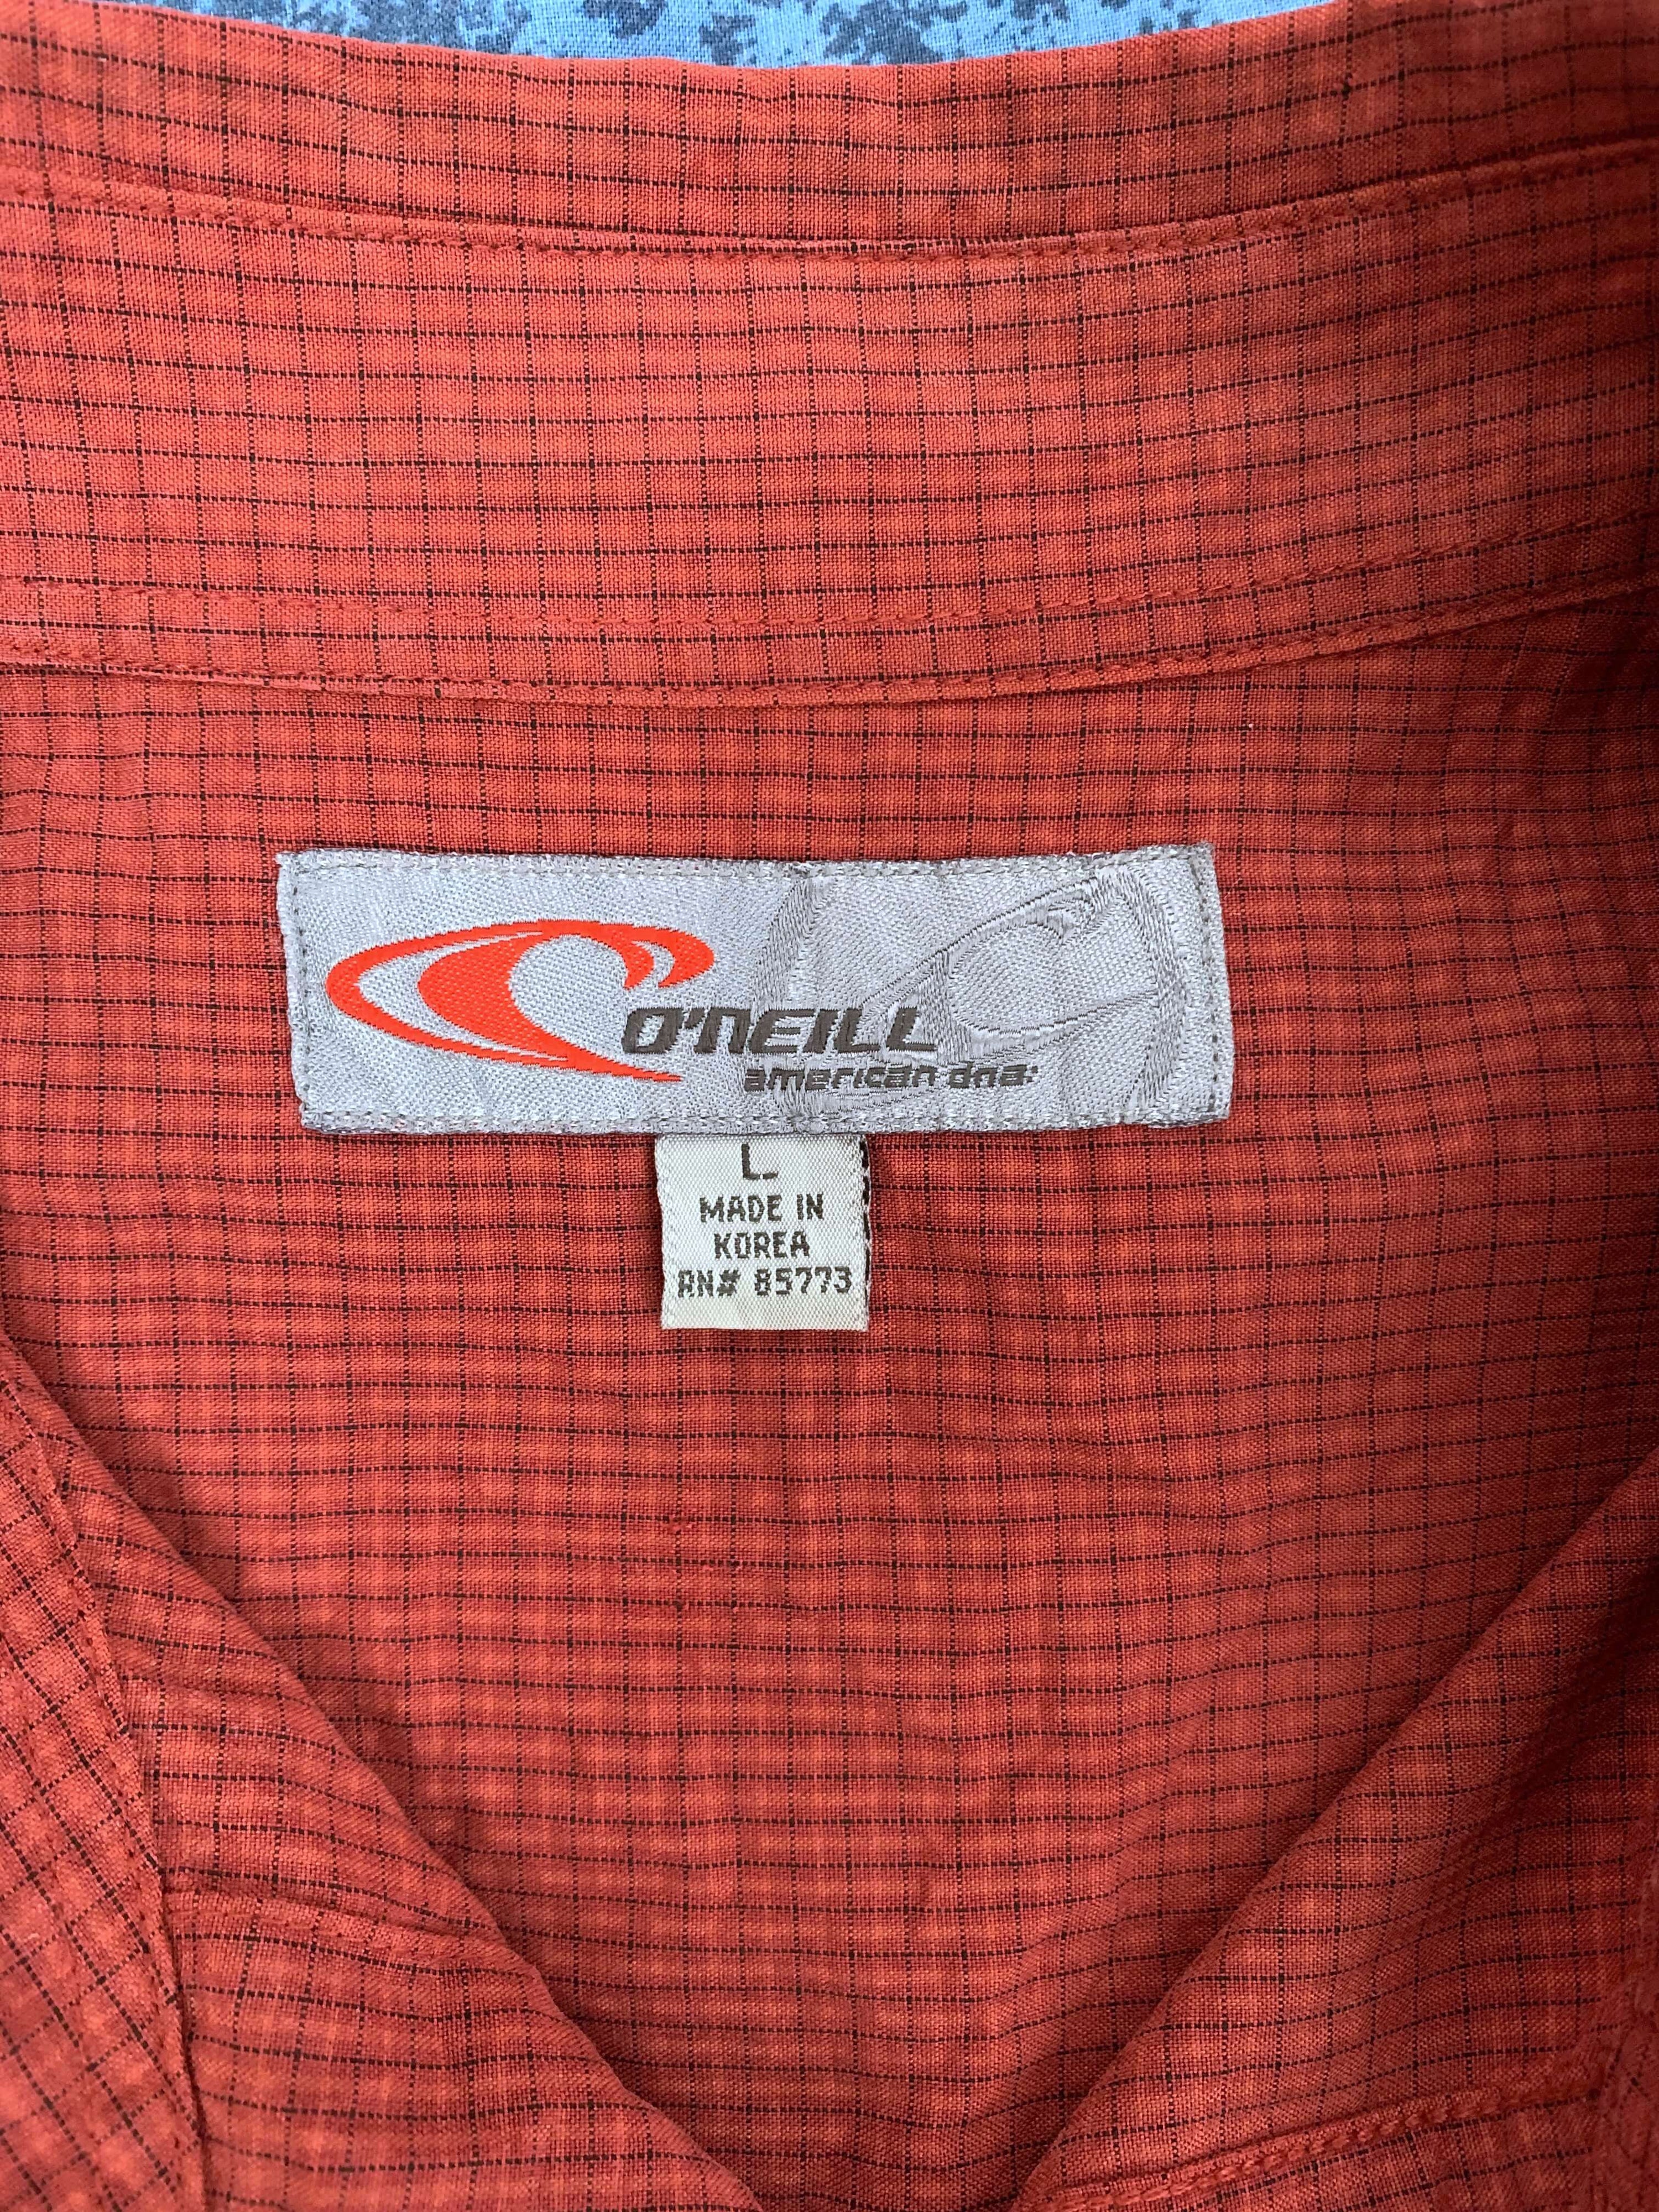 O'NEILL
american dna:
L
MADE IN
KOREA
RN# 85773